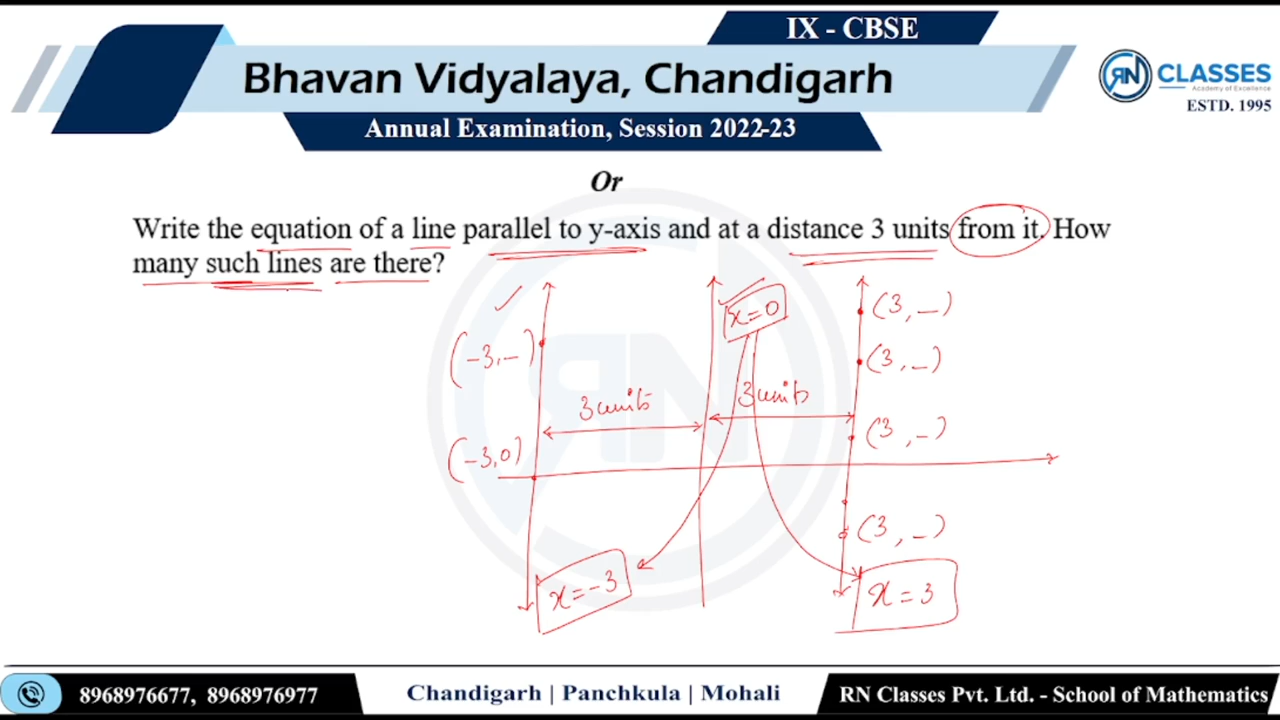 IX - CBSE
Bhavan Vidyalaya, Chandigarh
RN CLASSES
Academy of Excellence
ESTD. 1995
Annual Examination, Session 2022-23
Or
Write the equation of a line parallel to y-axis and at a distance 3 units from it. How
many such lines are there?
x=0
(3, _)
(-3, _)
(3, _)
3 units
3 units
(3, _)
(-3,0)
(3, _)
x=-3
x=3
8968976677, 8968976977
Chandigarh | Panchkula | Mohali
RN Classes Pvt. Ltd. - School of Mathematics